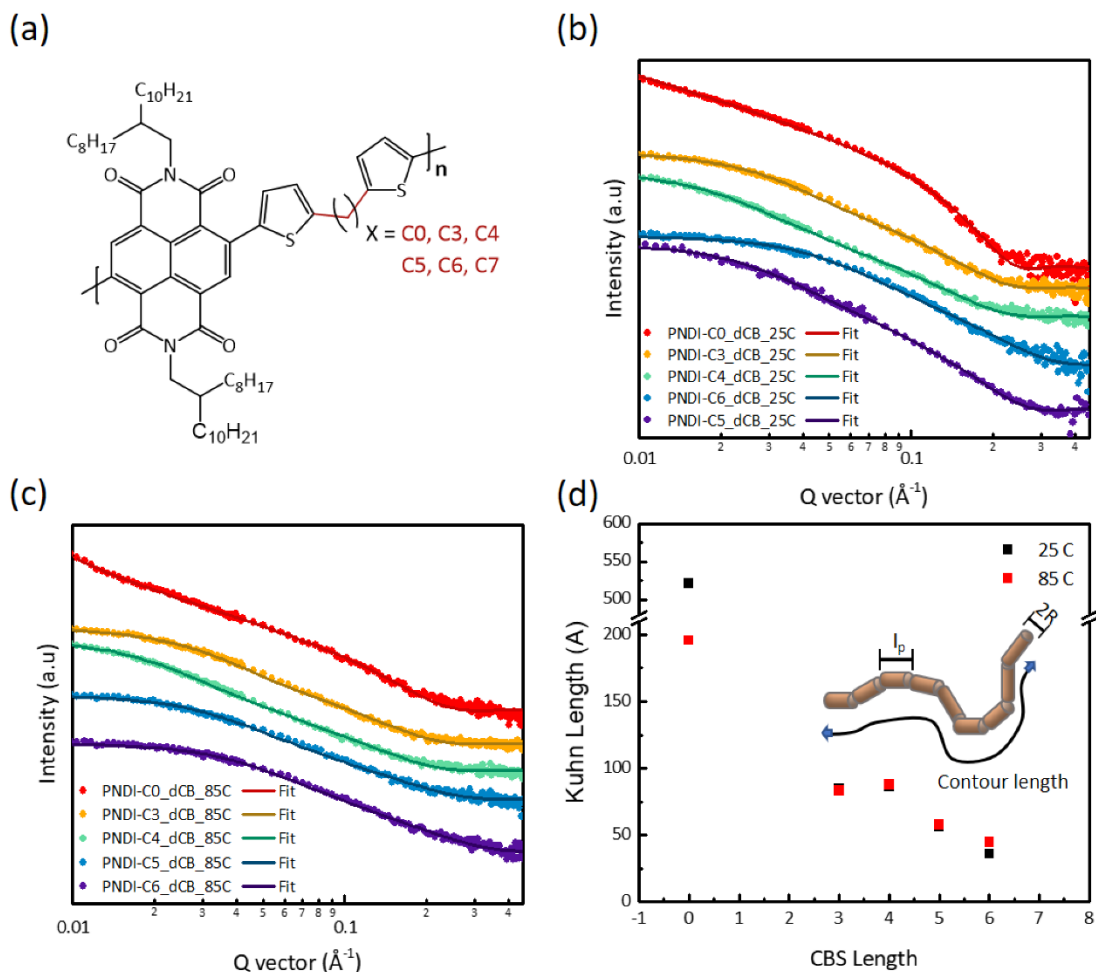 (a)
C10H21
C8H17
O
N
O
O
N
O
S
S
n
X = C0, C3, C4
C5, C6, C7
C8H17
C10H21
(b)
Intensity (a.u)
PNDI-C0_dCB_25C Fit
PNDI-C3_dCB_25C Fit
PNDI-C4_dCB_25C Fit
PNDI-C6_dCB_25C Fit
PNDI-C5_dCB_25C Fit
0.01 2 3 4 5 6 7 8 9 0.1 2 3 4
Q vector (Å-1)
(c)
Intensity (a.u)
PNDI-C0_dCB_85C Fit
PNDI-C3_dCB_85C Fit
PNDI-C4_dCB_85C Fit
PNDI-C5_dCB_85C Fit
PNDI-C6_dCB_85C Fit
0.01 2 3 4 5 6 7 8 9 0.1 2 3 4
Q vector (Å-1)
(d)
Kuhn Length (A)
600
550
500
200
150
100
50
0
25 C
85 C
lp
2R
Contour length
-1 0 1 2 3 4 5 6 7 8
CBS Length